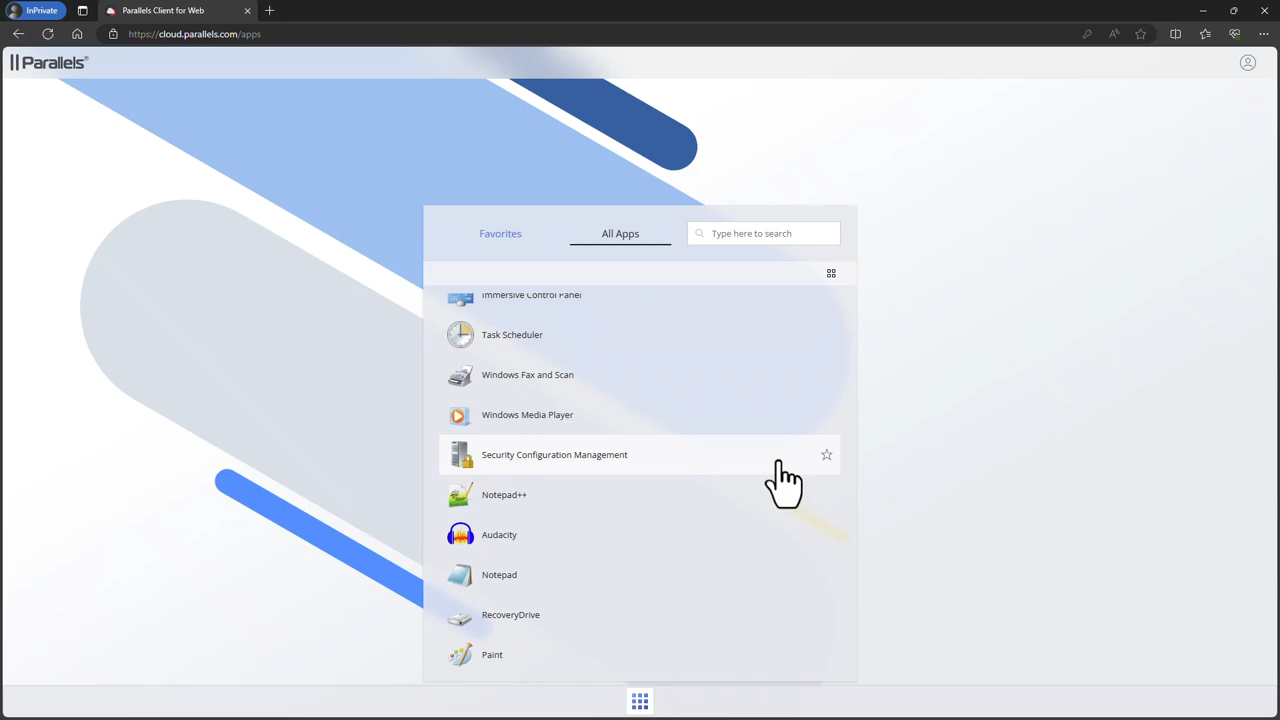 InPrivate
Parallels Client for Web
https://cloud.parallels.com/apps
Parallels®
Favorites
All Apps
Type here to search
Immersive Control Panel
Task Scheduler
Windows Fax and Scan
Windows Media Player
Security Configuration Management
Notepad++
Audacity
Notepad
RecoveryDrive
Paint